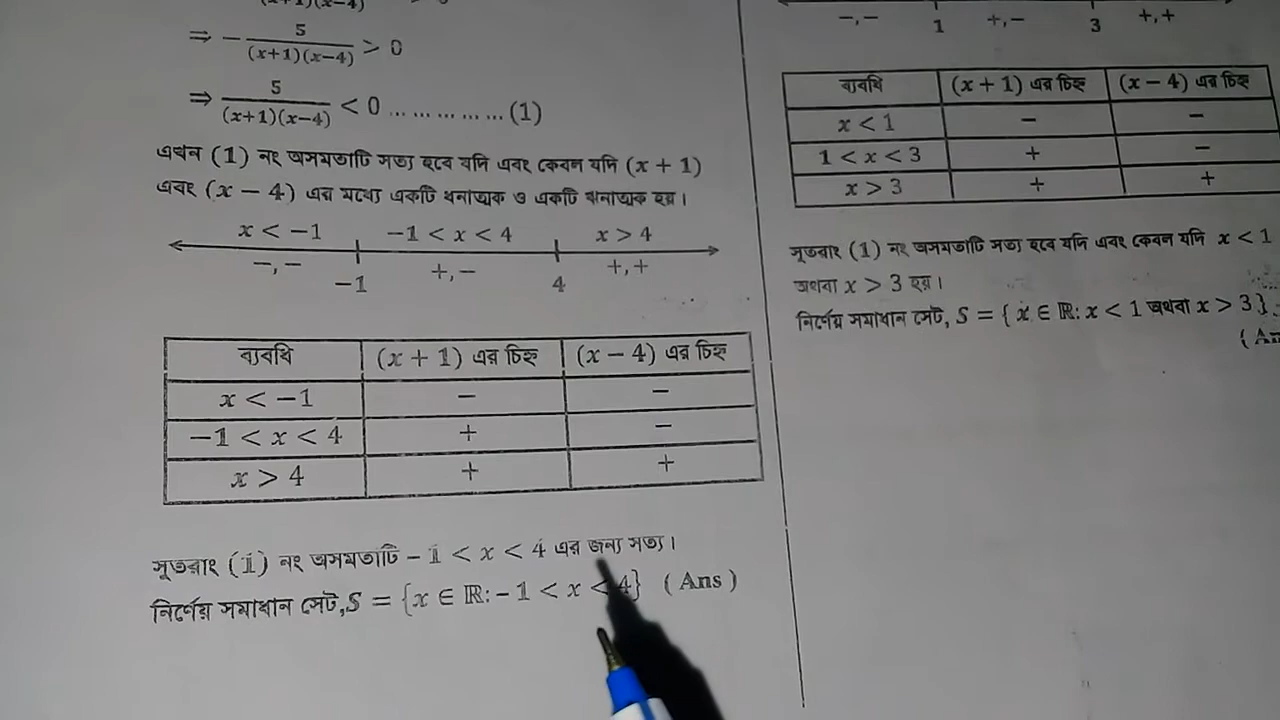 ⇒ − 5/((x+1)(x−4)) > 0
⇒ 5/((x+1)(x−4)) < 0 ... ... ... ... ... (1)
এখন (1) নং অসমতাটি সত্য হবে যদি এবং কেবল যদি (x + 1)
এবং (x − 4) এর মধ্যে একটি ধনাত্মক ও একটি ঋনাত্মক হয়।
x < −1 −1 < x < 4 x > 4
−,− +,− +,+
−1 4
ব্যবধি (x + 1) এর চিহ্ন (x − 4) এর চিহ্ন
x < −1 − −
−1 < x < 4 + −
x > 4 + +
সুতরাং (1) নং অসমতাটি −1 < x < 4 এর জন্য সত্য।
নির্ণেয় সমাধান সেট, S = {x ∈ ℝ: −1 < x < 4} (Ans)
−,− +,− +,+
1 3
ব্যবধি (x + 1) এর চিহ্ন (x − 4) এর চিহ্ন
x < 1 − −
1 < x < 3 + −
x > 3 + +
সুতরাং (1) নং অসমতাটি সত্য হবে যদি এবং কেবল যদি x < 1
অথবা x > 3 হয়।
নির্ণেয় সমাধান সেট, S = { x ∈ ℝ: x < 1 অথবা x > 3 }